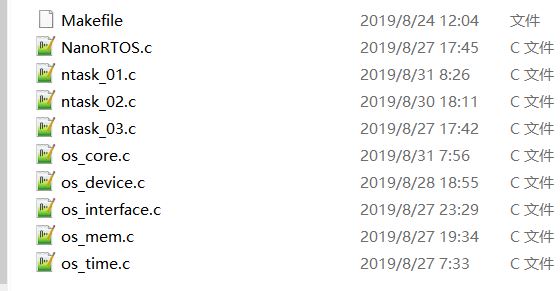 Makefile 2019/8/24 12:04 文件
NanoRTOS.c 2019/8/27 17:45 C 文件
ntask_01.c 2019/8/31 8:26 C 文件
ntask_02.c 2019/8/30 18:11 C 文件
ntask_03.c 2019/8/27 17:42 C 文件
os_core.c 2019/8/31 7:56 C 文件
os_device.c 2019/8/28 18:55 C 文件
os_interface.c 2019/8/27 23:29 C 文件
os_mem.c 2019/8/27 19:34 C 文件
os_time.c 2019/8/27 7:33 C 文件